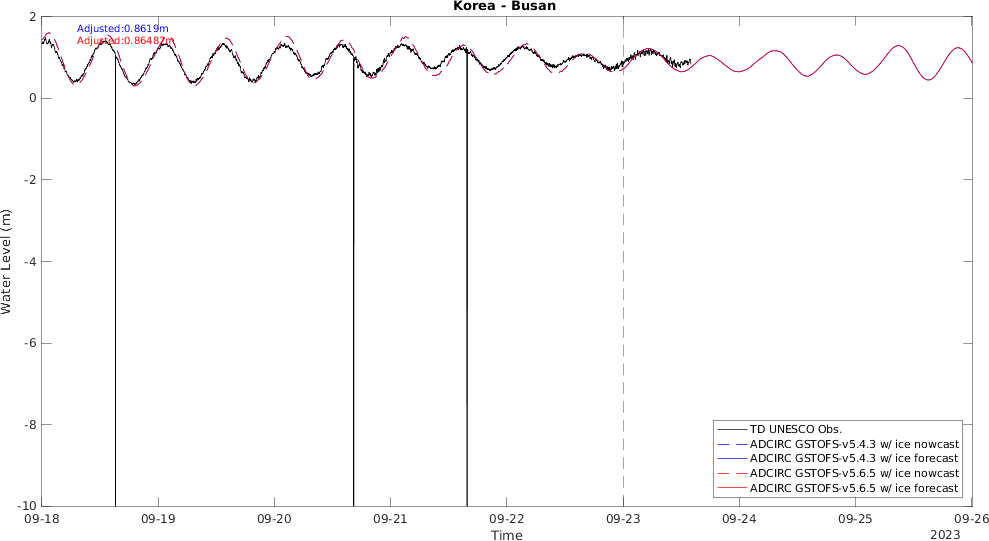 Korea - Busan
Adjusted:0.8619m
Adjusted:0.86487m
2
0
-2
-4
-6
-8
-10
Water Level (m)
09-18
09-19
09-20
09-21
09-22
09-23
09-24
09-25
09-26
Time
2023
TD UNESCO Obs.
ADCIRC GSTOFS-v5.4.3 w/ ice nowcast
ADCIRC GSTOFS-v5.4.3 w/ ice forecast
ADCIRC GSTOFS-v5.6.5 w/ ice nowcast
ADCIRC GSTOFS-v5.6.5 w/ ice forecast